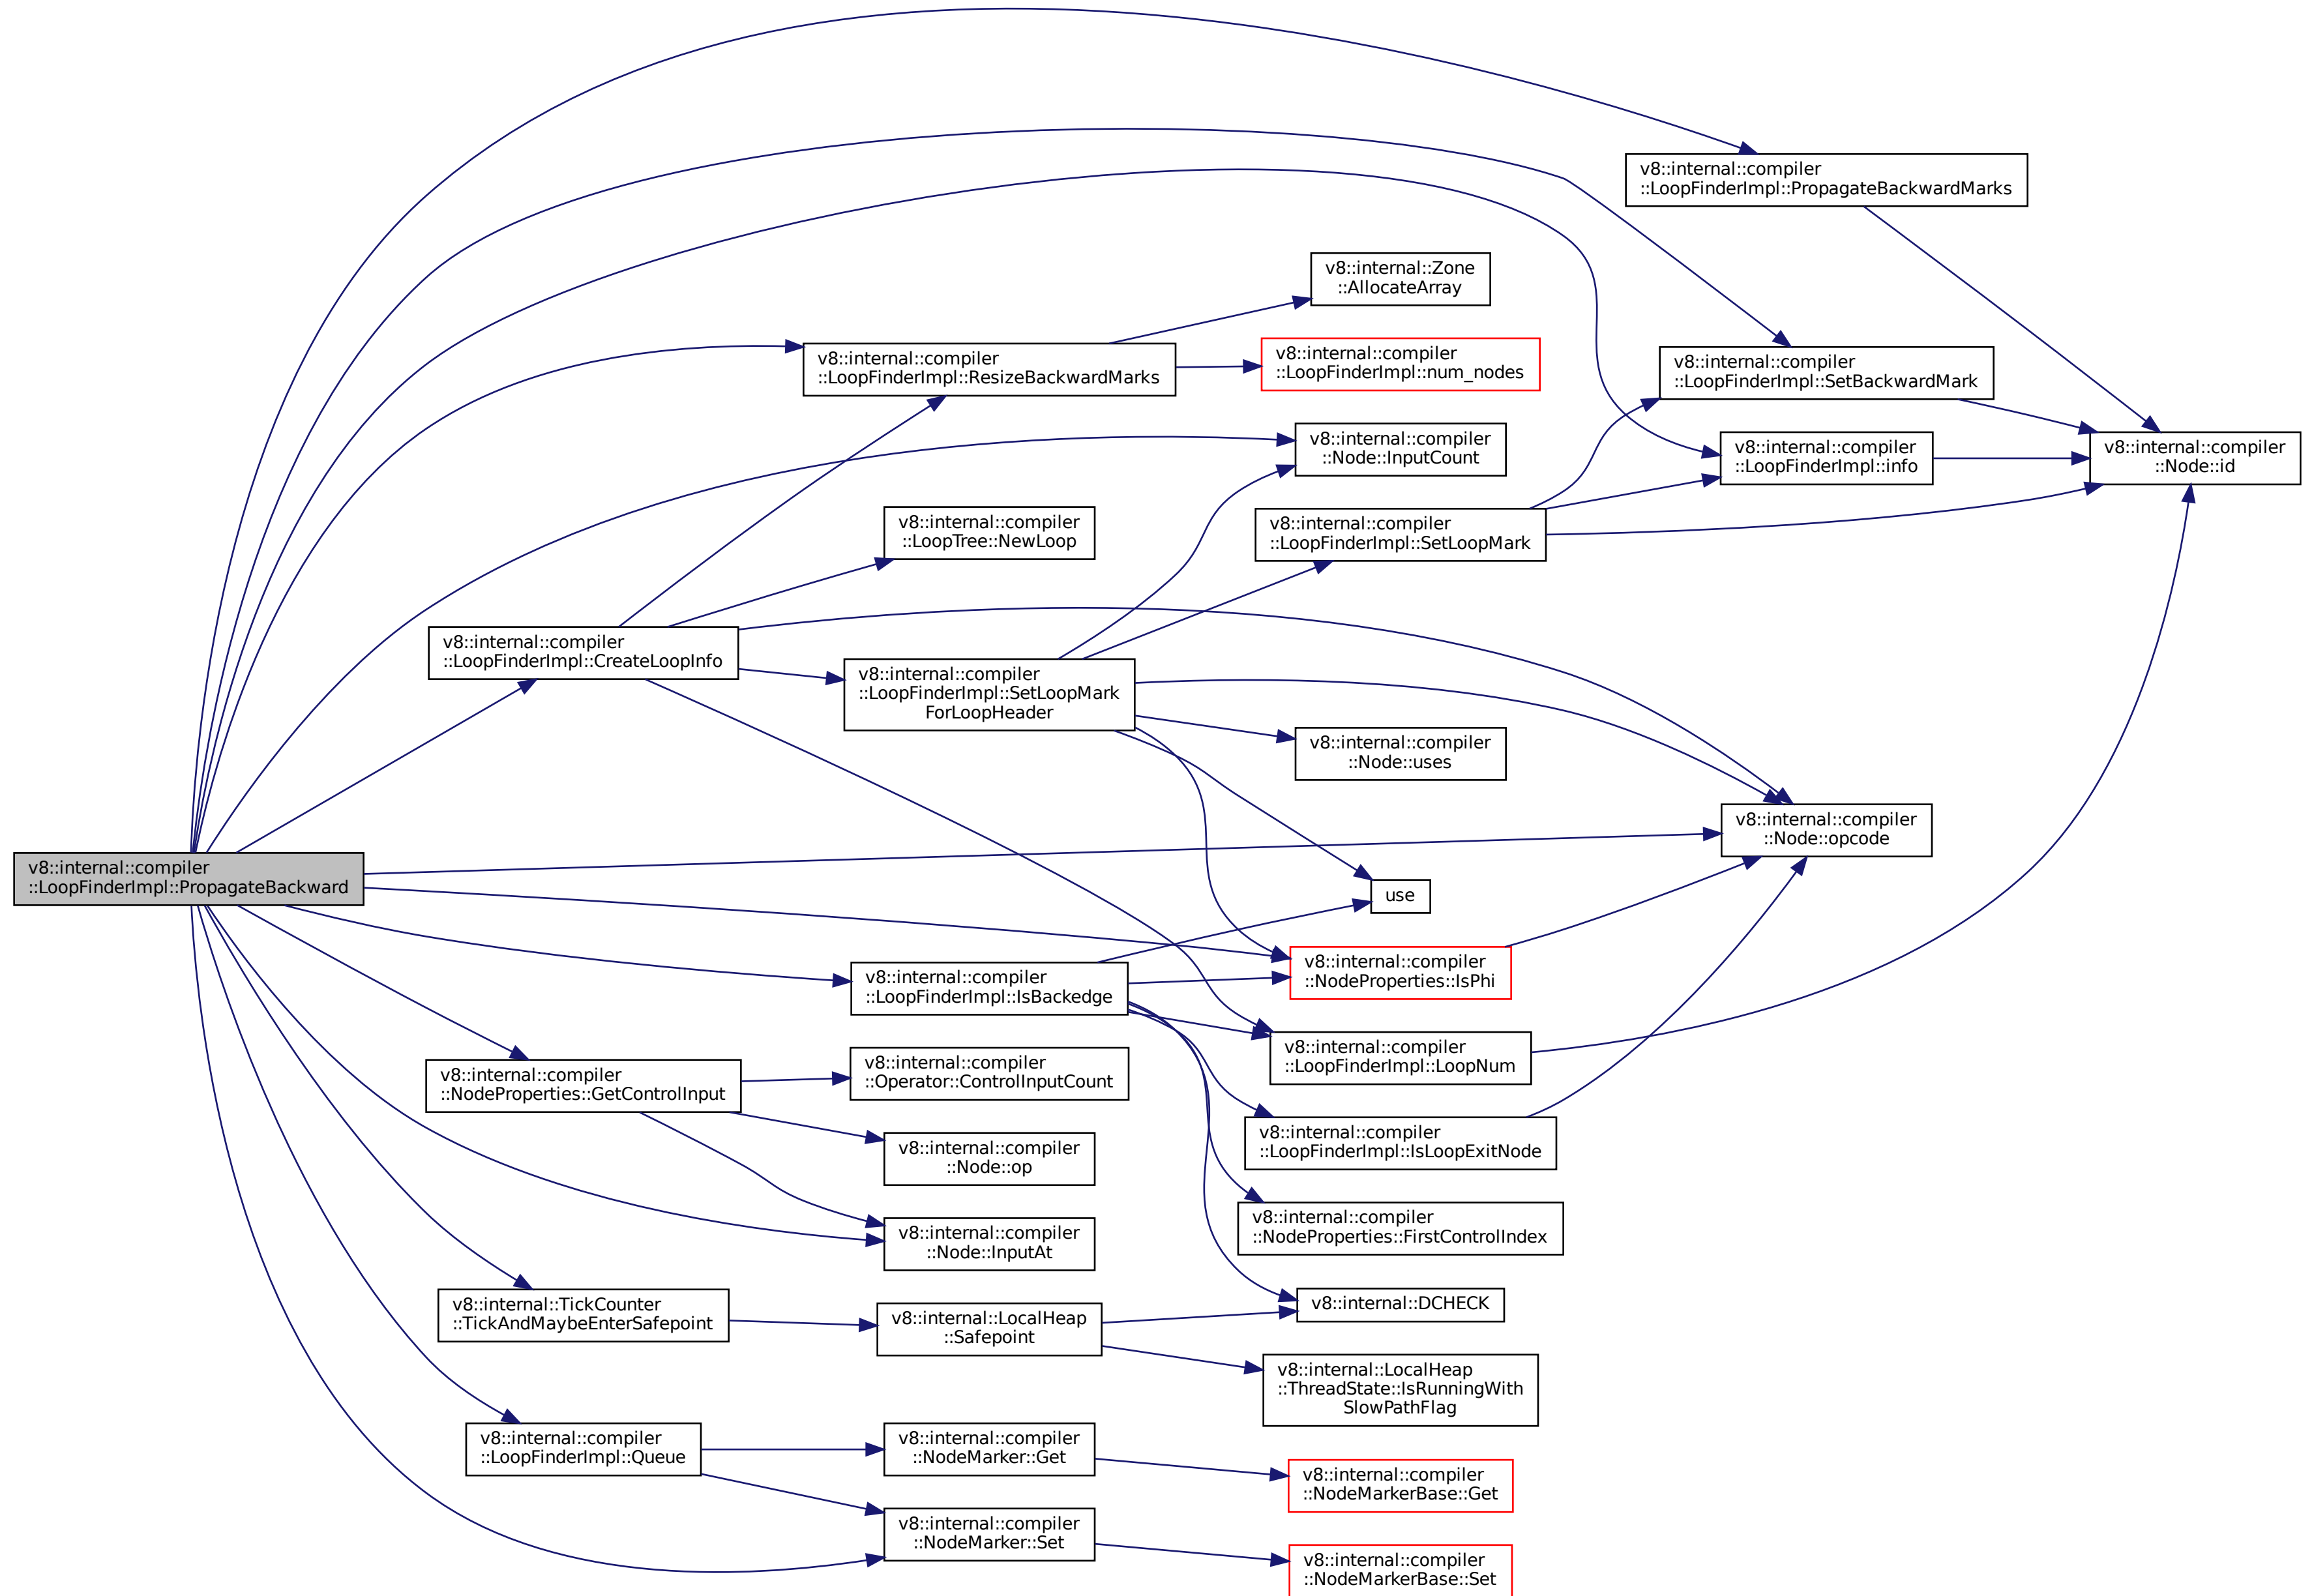 v8::internal::compiler
::LoopFinderImpl::PropagateBackward
v8::internal::compiler
::LoopFinderImpl::CreateLoopInfo
v8::internal::compiler
::NodeProperties::GetControlInput
v8::internal::TickCounter
::TickAndMaybeEnterSafepoint
v8::internal::compiler
::LoopFinderImpl::Queue
v8::internal::compiler
::LoopFinderImpl::ResizeBackwardMarks
v8::internal::compiler
::LoopTree::NewLoop
v8::internal::compiler
::LoopFinderImpl::SetLoopMark
ForLoopHeader
v8::internal::compiler
::LoopFinderImpl::IsBackedge
v8::internal::compiler
::Operator::ControlInputCount
v8::internal::compiler
::Node::op
v8::internal::compiler
::Node::InputAt
v8::internal::LocalHeap
::Safepoint
v8::internal::compiler
::NodeMarker::Get
v8::internal::compiler
::NodeMarker::Set
v8::internal::Zone
::AllocateArray
v8::internal::compiler
::LoopFinderImpl::num_nodes
v8::internal::compiler
::Node::InputCount
v8::internal::compiler
::LoopFinderImpl::SetLoopMark
v8::internal::compiler
::Node::uses
use
v8::internal::compiler
::NodeProperties::IsPhi
v8::internal::compiler
::LoopFinderImpl::LoopNum
v8::internal::compiler
::LoopFinderImpl::IsLoopExitNode
v8::internal::compiler
::NodeProperties::FirstControlIndex
v8::internal::DCHECK
v8::internal::LocalHeap
::ThreadState::IsRunningWith
SlowPathFlag
v8::internal::compiler
::NodeMarkerBase::Get
v8::internal::compiler
::NodeMarkerBase::Set
v8::internal::compiler
::LoopFinderImpl::PropagateBackwardMarks
v8::internal::compiler
::LoopFinderImpl::SetBackwardMark
v8::internal::compiler
::LoopFinderImpl::info
v8::internal::compiler
::Node::opcode
v8::internal::compiler
::Node::id